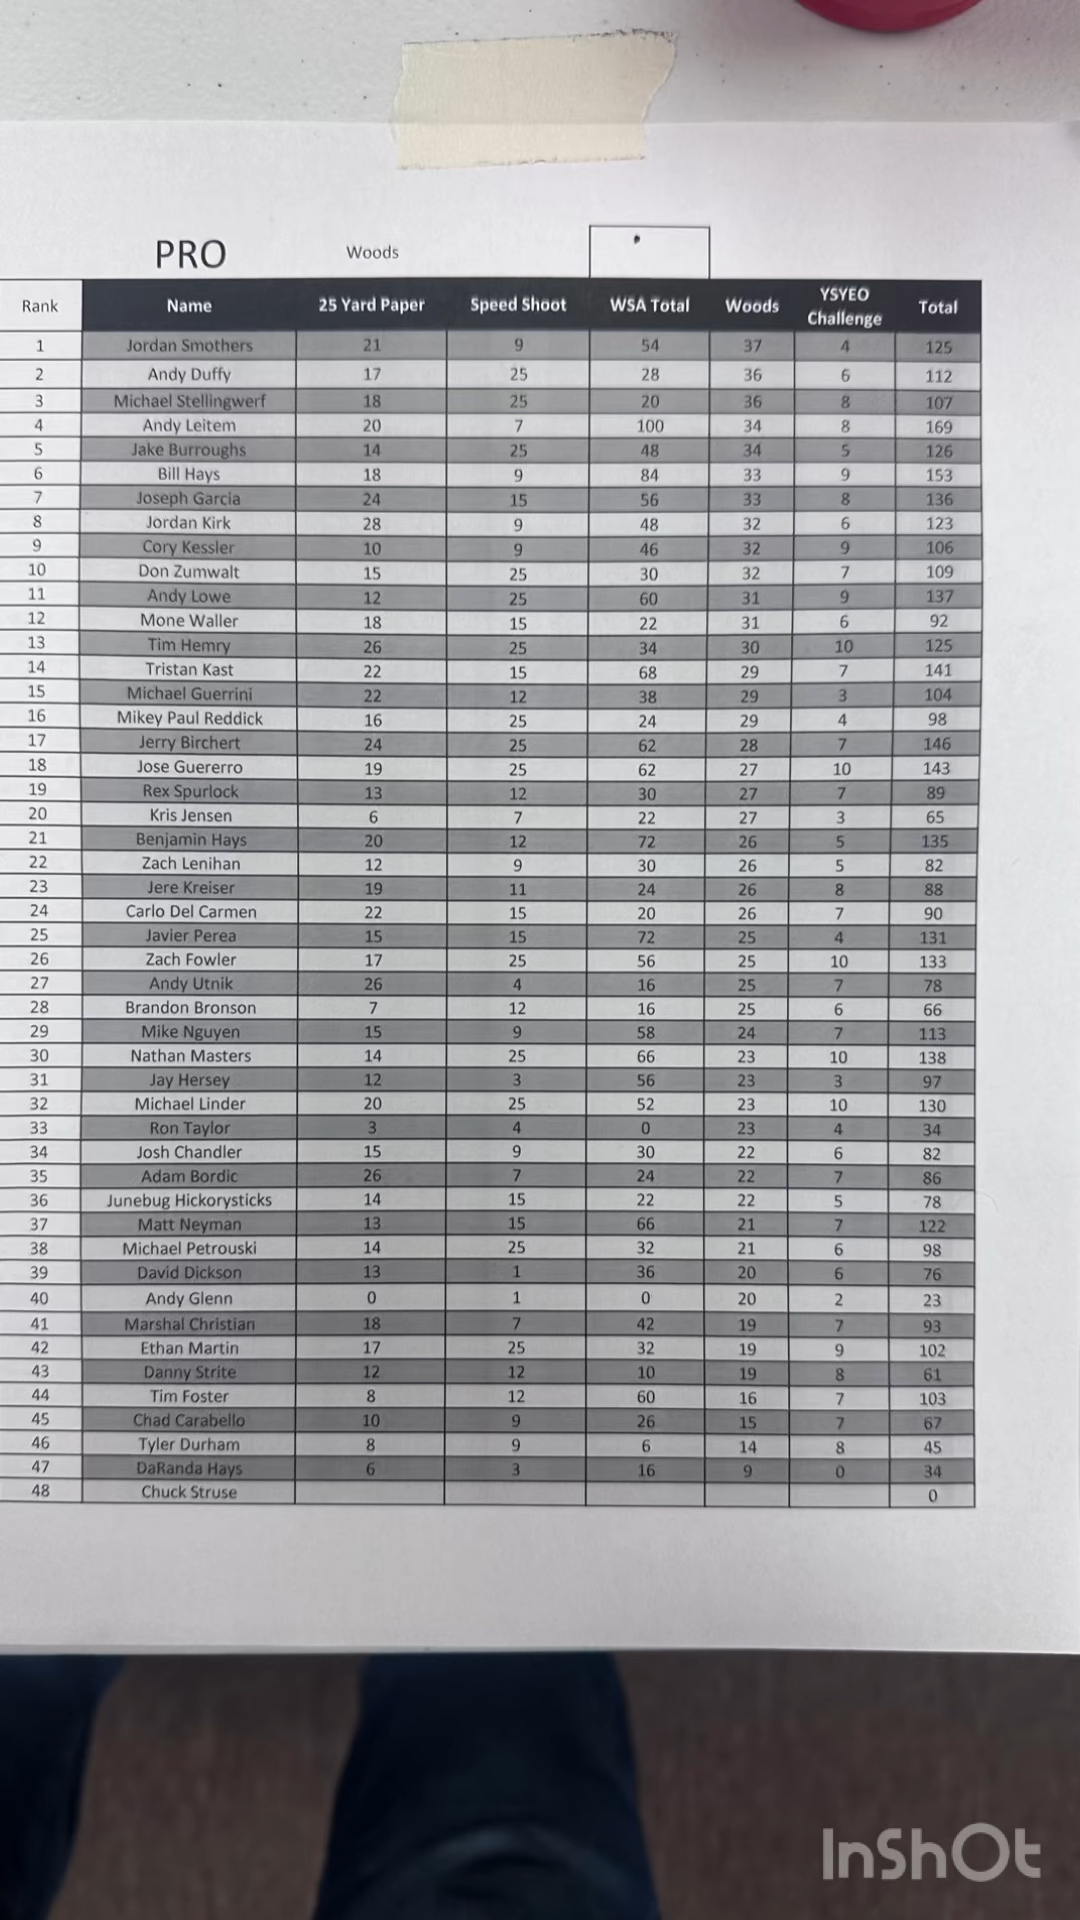 PRO Woods
Rank Name 25 Yard Paper Speed Shoot WSA Total Woods YSYEO Challenge Total
1 Jordan Smothers 21 9 54 37 4 125
2 Andy Duffy 17 25 28 36 6 112
3 Michael Stellingwerf 18 25 20 36 8 107
4 Andy Leitem 20 7 100 34 8 169
5 Jake Burroughs 14 25 48 34 5 126
6 Bill Hays 18 9 84 33 9 153
7 Joseph Garcia 24 15 56 33 8 136
8 Jordan Kirk 28 9 48 32 6 123
9 Cory Kessler 10 9 46 32 9 106
10 Don Zumwalt 15 25 30 32 7 109
11 Andy Lowe 12 25 60 31 9 137
12 Mone Waller 18 15 22 31 6 92
13 Tim Hemry 26 25 34 30 10 125
14 Tristan Kast 22 15 68 29 7 141
15 Michael Guerrini 22 12 38 29 3 104
16 Mikey Paul Reddick 16 25 24 29 4 98
17 Jerry Birchert 24 25 62 28 7 146
18 Jose Guererro 19 25 62 27 10 143
19 Rex Spurlock 13 12 30 27 7 89
20 Kris Jensen 6 7 22 27 3 65
21 Benjamin Hays 20 12 72 26 5 135
22 Zach Lenihan 12 9 30 26 5 82
23 Jere Kreiser 19 11 24 26 8 88
24 Carlo Del Carmen 22 15 20 26 7 90
25 Javier Perea 15 15 72 25 4 131
26 Zach Fowler 17 25 56 25 10 133
27 Andy Utnik 26 4 16 25 7 78
28 Brandon Bronson 7 12 16 25 6 66
29 Mike Nguyen 15 9 58 24 7 113
30 Nathan Masters 14 25 66 23 10 138
31 Jay Hersey 12 3 56 23 3 97
32 Michael Linder 20 25 52 23 10 130
33 Ron Taylor 3 4 0 23 4 34
34 Josh Chandler 15 9 30 22 6 82
35 Adam Bordic 26 7 24 22 7 86
36 Junebug Hickorysticks 14 15 22 22 5 78
37 Matt Neyman 13 15 66 21 7 122
38 Michael Petrouski 14 25 32 21 6 98
39 David Dickson 13 1 36 20 6 76
40 Andy Glenn 0 1 0 20 2 23
41 Marshal Christian 18 7 42 19 7 93
42 Ethan Martin 17 25 32 19 9 102
43 Danny Strite 12 12 10 19 8 61
44 Tim Foster 8 12 60 16 7 103
45 Chad Carabello 10 9 26 15 7 67
46 Tyler Durham 8 9 6 14 8 45
47 DaRanda Hays 6 3 16 9 0 34
48 Chuck Struse 0
InShOt